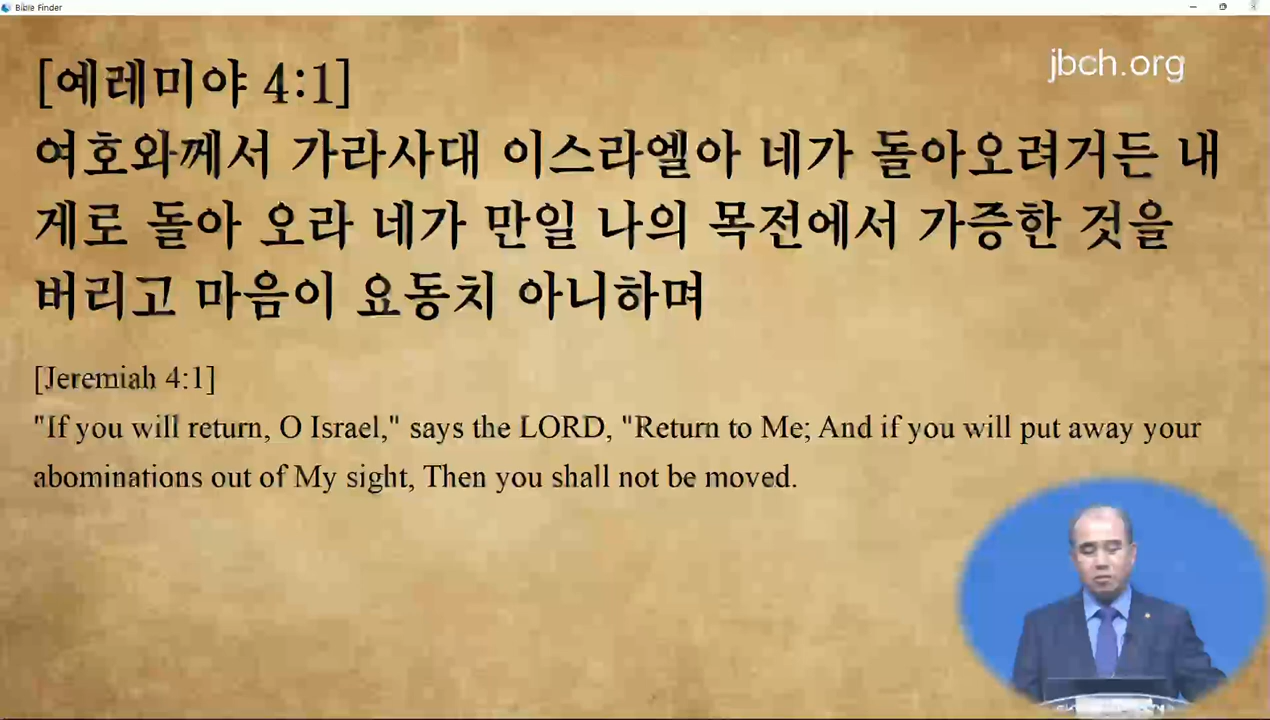 Bible Finder
jbch.org
[예레미야 4:1]
여호와께서 가라사대 이스라엘아 네가 돌아오려거든 내
게로 돌아 오라 네가 만일 나의 목전에서 가증한 것을
버리고 마음이 요동치 아니하며
[Jeremiah 4:1]
"If you will return, O Israel," says the LORD, "Return to Me; And if you will put away your
abominations out of My sight, Then you shall not be moved.